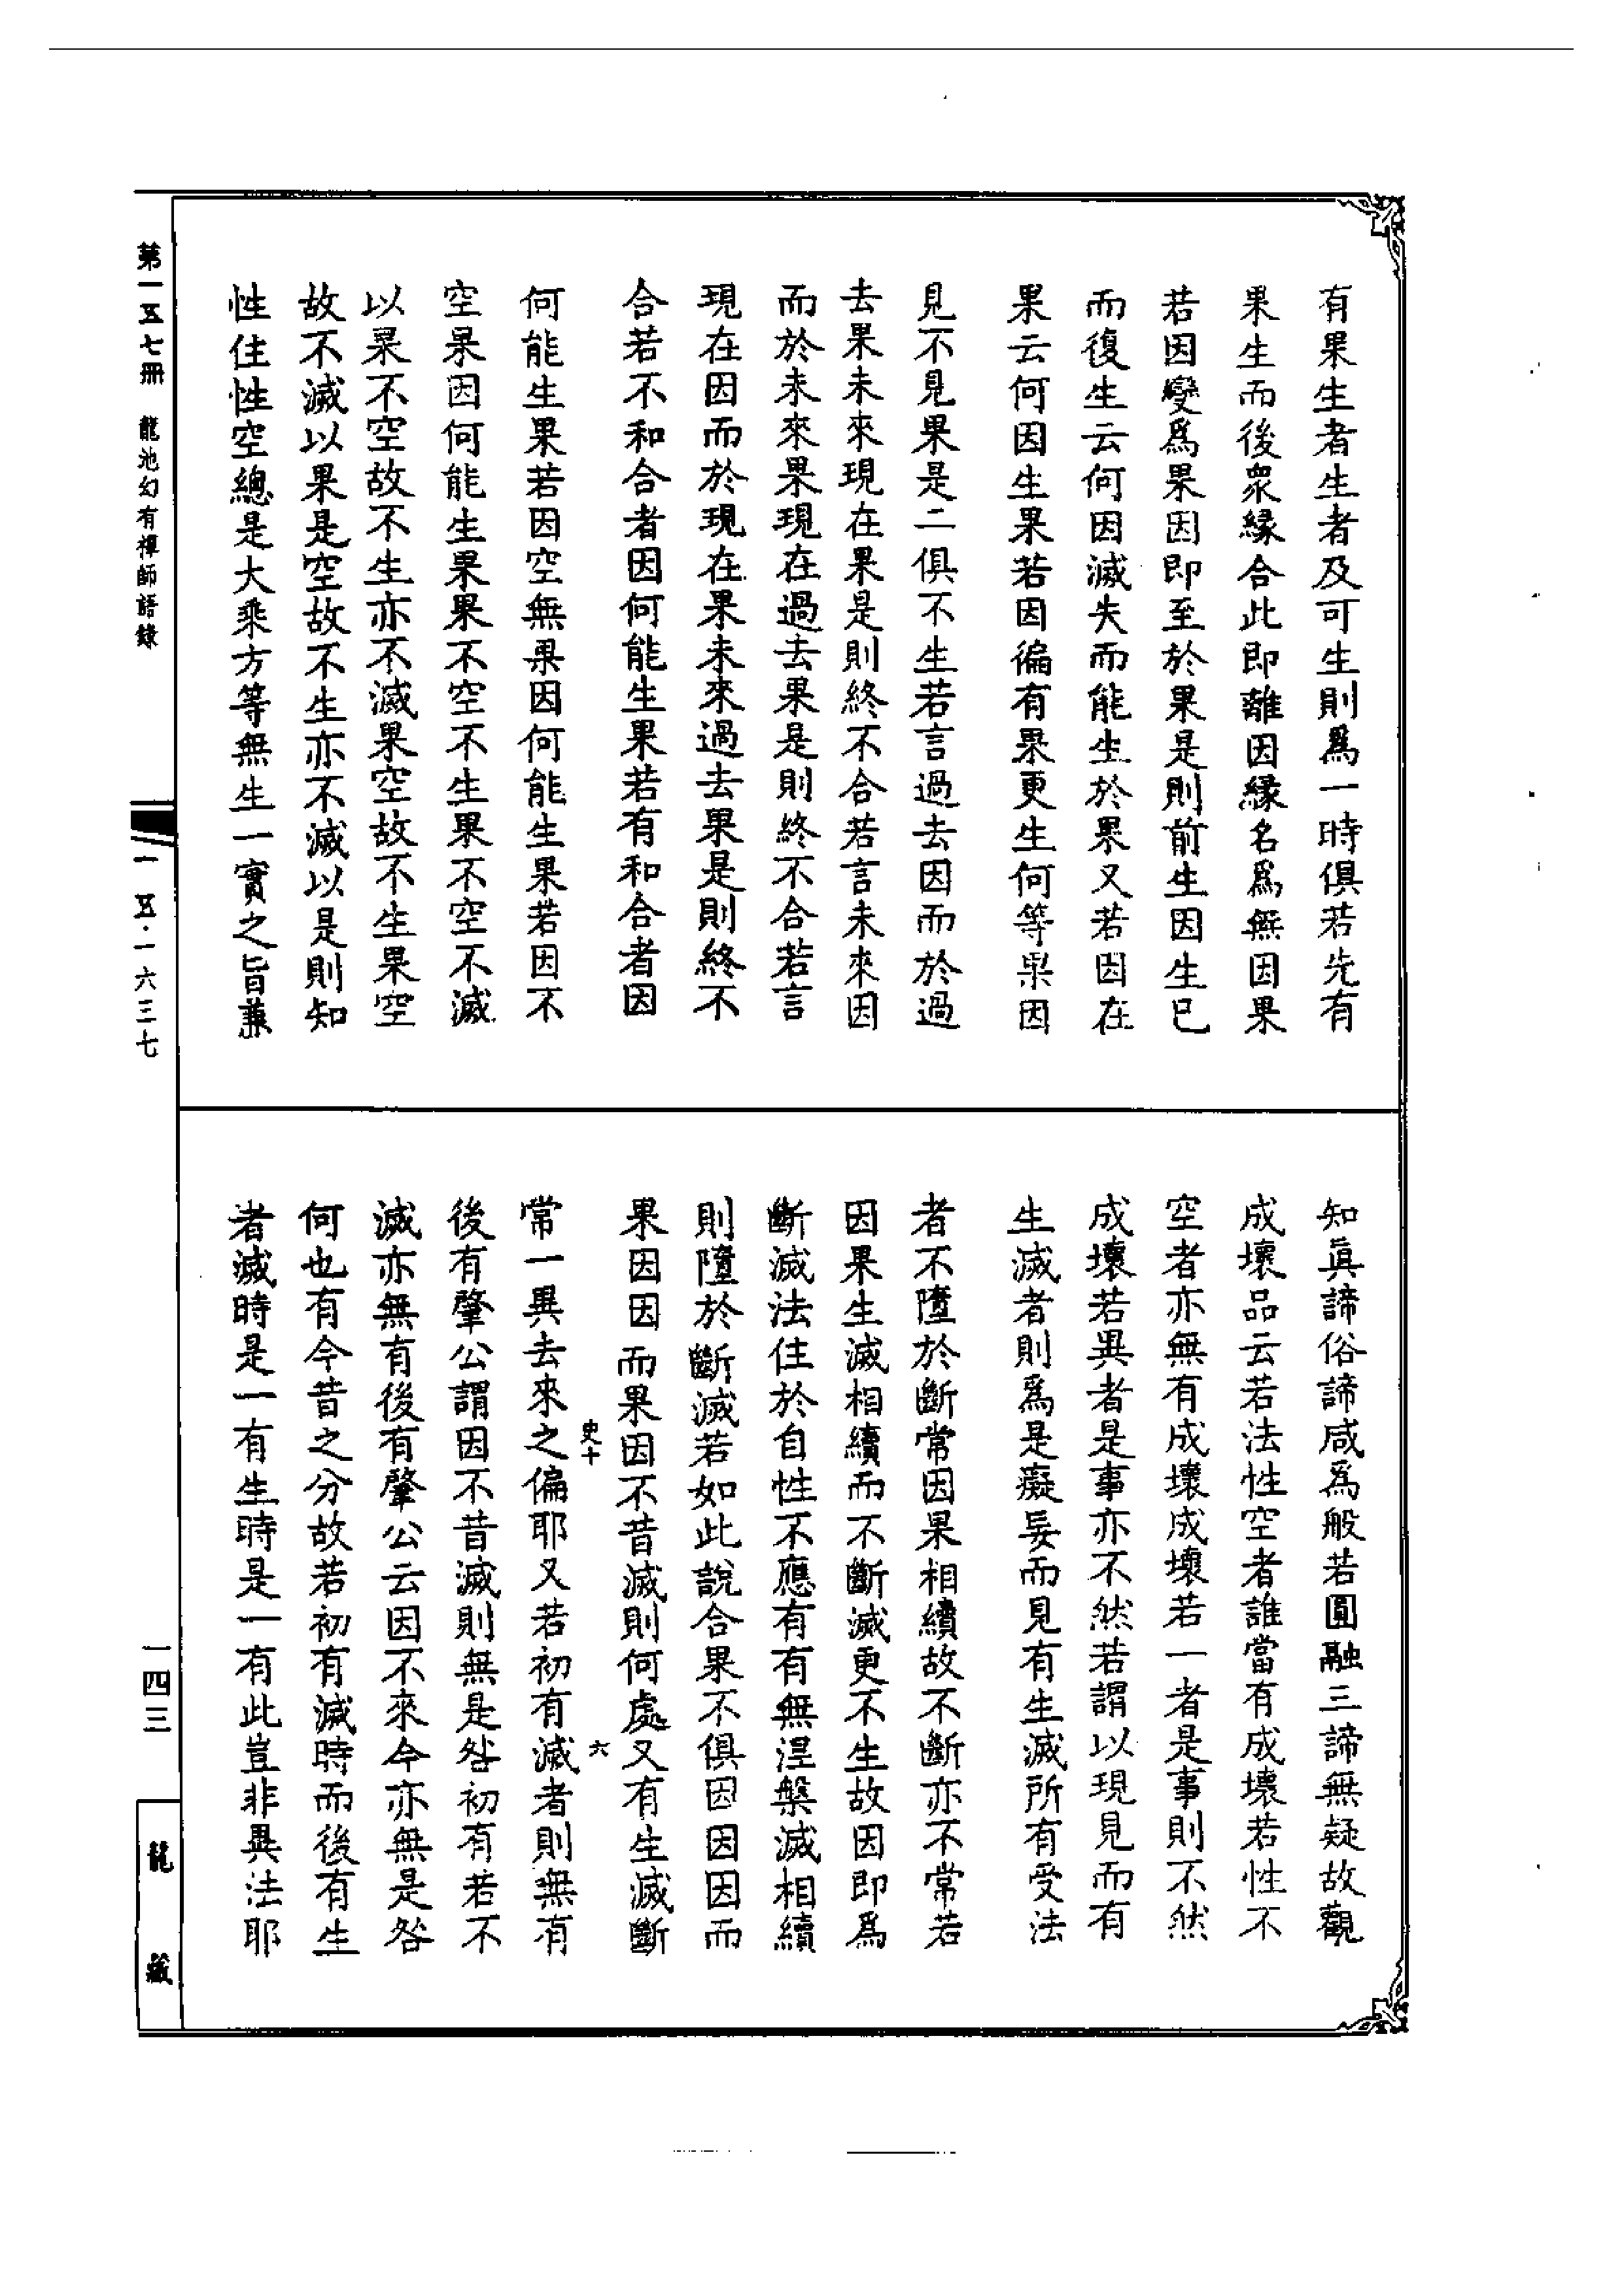 有果生者生者及可生則爲一時俱若先有
果生而後衆緣合此即離因緣名爲無因果
若因變爲果因即至於果是則前生因生已
而復生云何因滅失而能生於果又若因在
果云何因生果若因徧有果更生何等果因
見不見果是二俱不生若言過去因而於過
去果未來現在果是則終不合若言未來因
而於未來果現在過去果是則終不合若言
現在因而於現在果未來過去果是則終不
合若不和合者因何能生果若有和合者因
何能生果若因空無果因何能生果若因不
空果因何能生果果不空不生果不空不滅
以果不空故不生亦不滅果空故不生果空
故不滅以果是空故不生亦不滅以是則知
性住性空總是大乘方等無生一實之旨兼
知眞諦俗諦咸爲般若圓融三諦無疑故觀
成壞品云若法性空者誰當有成壞若性不
空者亦無有成壞成壞若一者是事則不然
成壞若異者是事亦不然若謂以現見而有
生滅者則爲是癡妄而見有生滅所有受法
者不墮於斷常因果相續故不斷亦不常若
因果生滅相續而不斷滅更不生故因即爲
斷滅法住於自性不應有有無涅槃滅相續
則墮於斷滅若如此說合果不俱因因因而
果因因而果因不昔滅則何處又有生滅斷
常一異去來之偏耶又若初有滅者則無有
後有肇公謂因不昔滅則無是咎初有若不
滅亦無有後有肇公云因不來今亦無是咎
何也有今昔之分故若初有滅時而後有生
者滅時是一有生時是一有此豈非異法耶
史十
六
第一五七冊 龍池幻有禪師語錄
一五·一六三七
一四三
龍藏